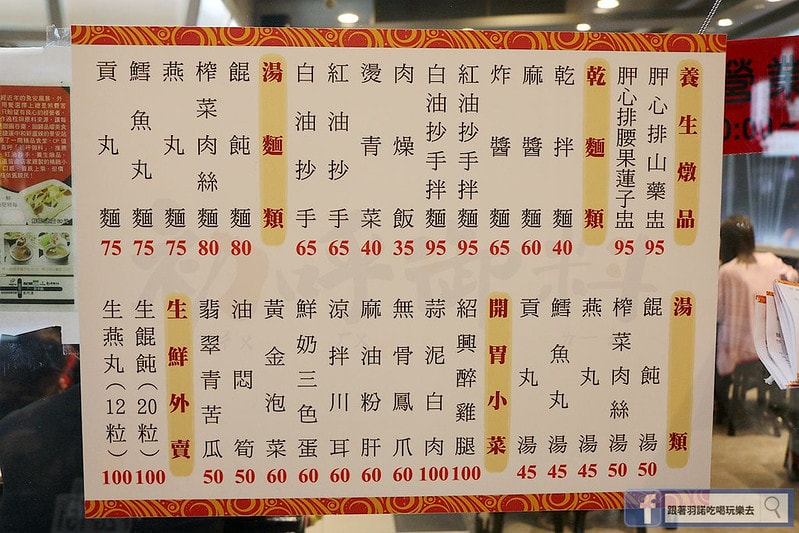 養生燉品
胛心排山藥盅 95
胛心排腰果蓮子盅 95
乾麵類
乾拌麵 40
麻醬麵 60
炸醬麵 65
紅油抄手拌麵 95
白油抄手拌麵 95
肉燥飯 35
燙青菜 40
紅油抄手 65
白油抄手 65
湯麵類
餛飩麵 80
榨菜肉絲麵 80
燕丸麵 75
鱈魚丸麵 75
貢丸麵 75
湯類
餛飩湯 50
榨菜肉絲湯 50
燕丸湯 45
鱈魚丸湯 45
貢丸湯 45
開胃小菜
紹興醉雞腿 100
蒜泥白肉 100
無骨鳳爪 60
麻油粉肝 60
涼拌川耳 60
鮮奶三色蛋 60
黃金泡菜 60
油悶筍 50
翡翠青苦瓜 50
生鮮外賣
生餛飩(20粒) 100
生燕丸(12粒) 100
營業
跟著羽諾吃喝玩樂去